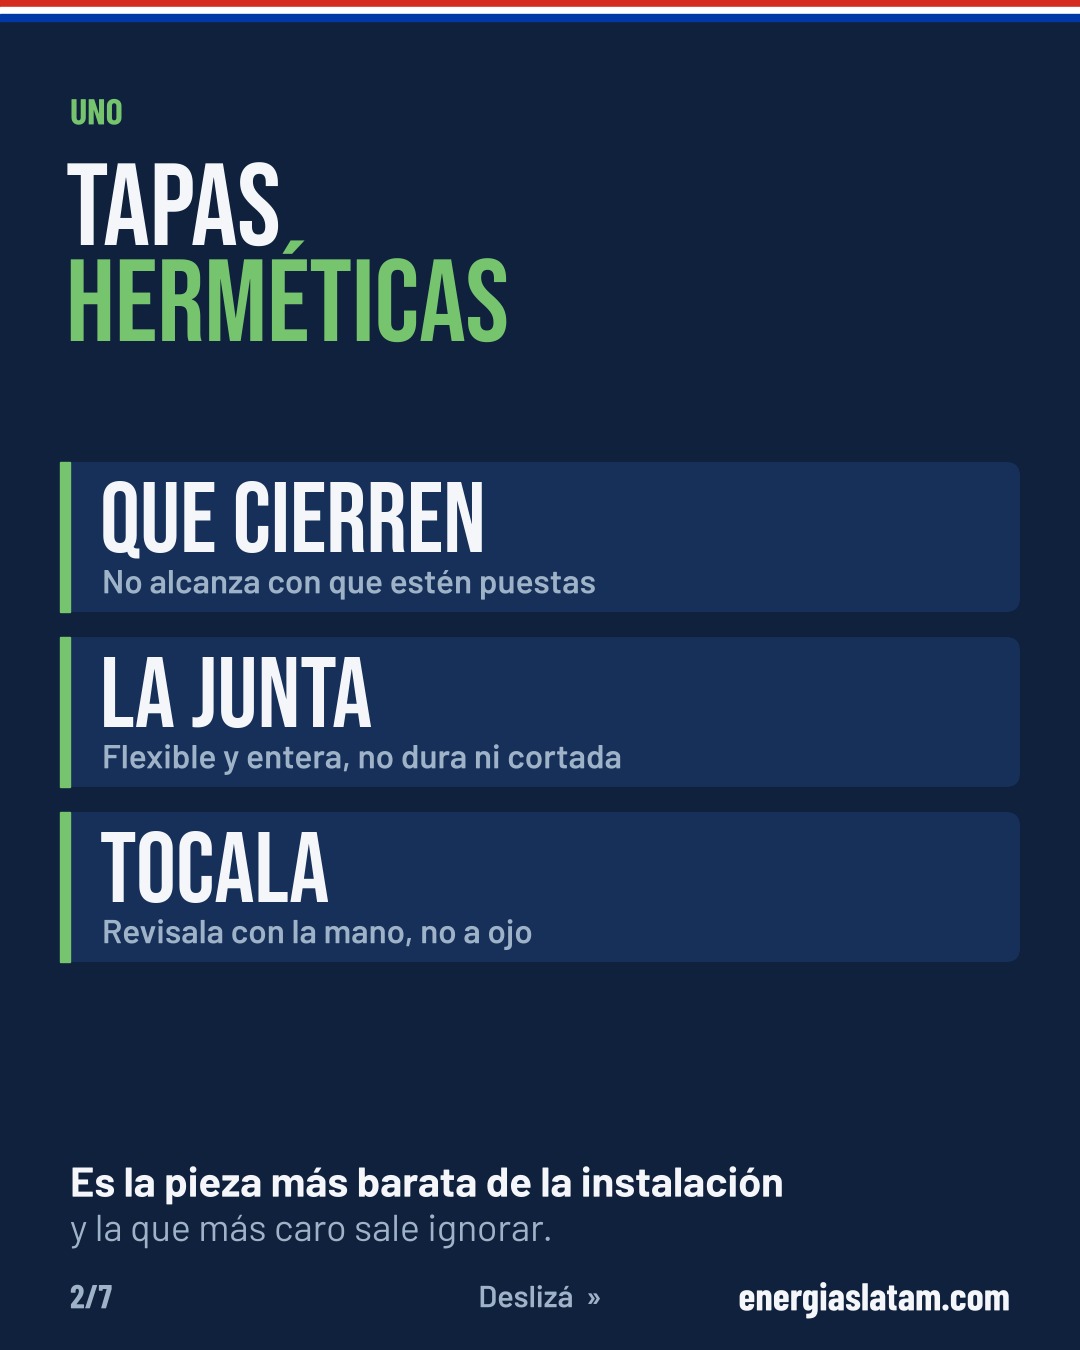 UNO
TAPAS
HERMÉTICAS
QUE CIERREN
No alcanza con que estén puestas
LA JUNTA
Flexible y entera, no dura ni cortada
TOCALA
Revisala con la mano, no a ojo
Es la pieza más barata de la instalación
y la que más caro sale ignorar.
2/7
Deslizá »
energiaslatam.com